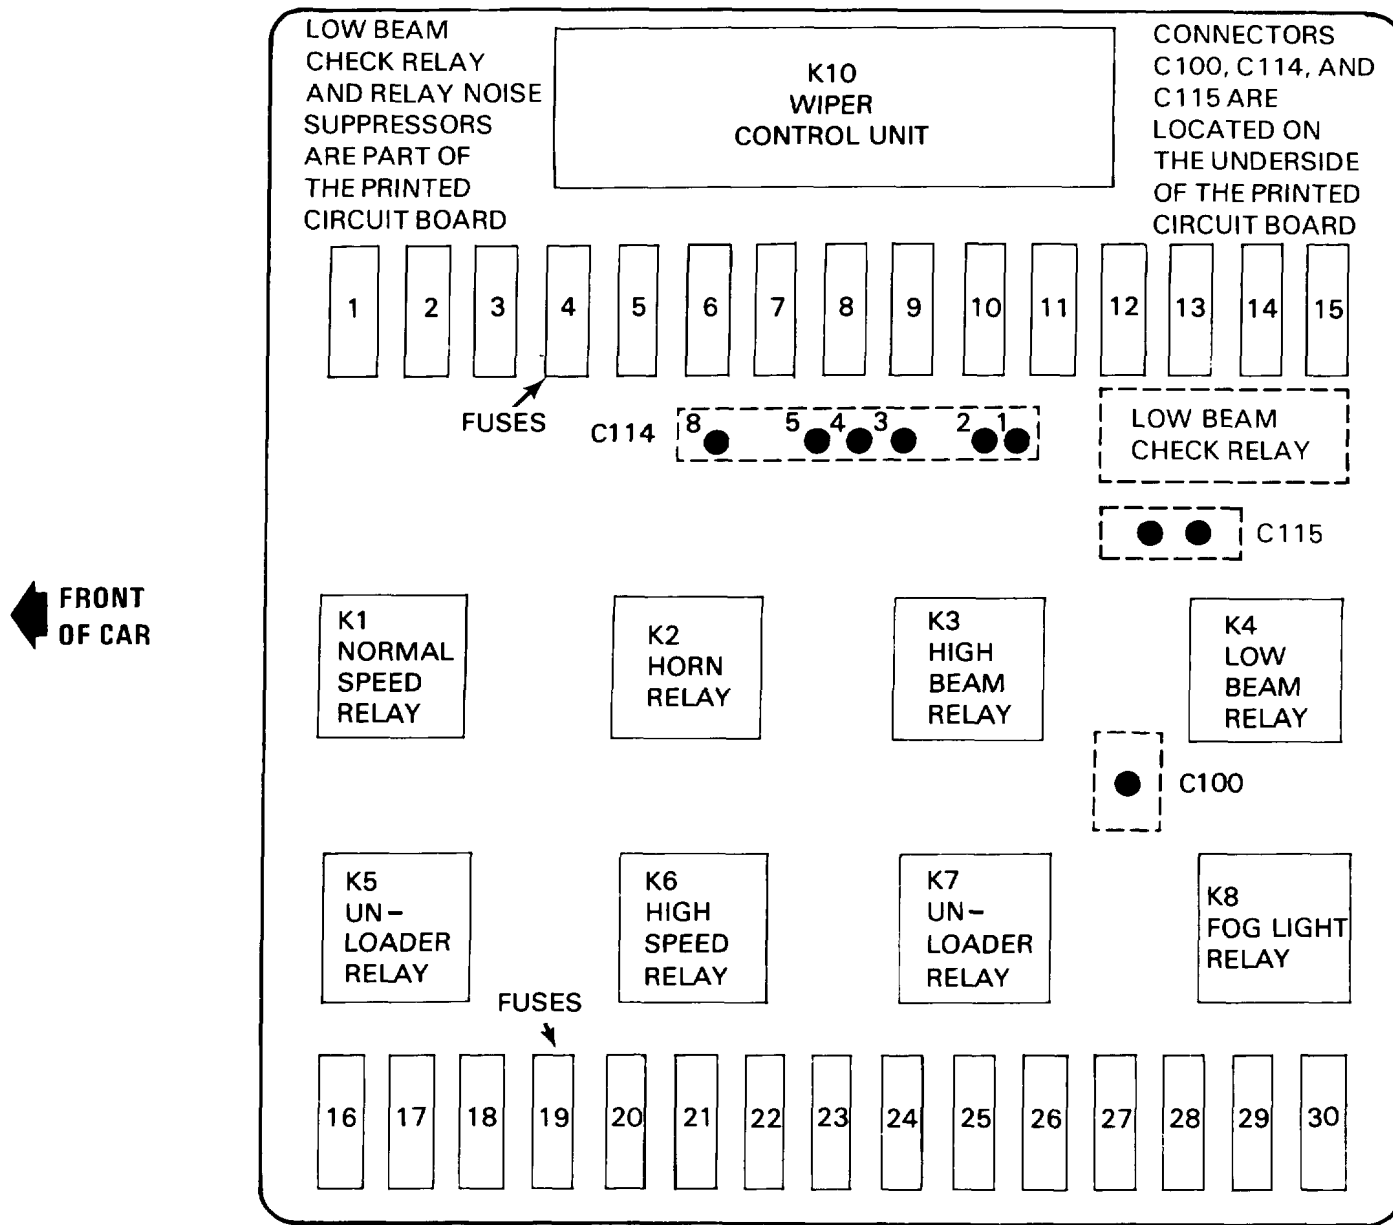 LOW BEAM
CHECK RELAY
AND RELAY NOISE
SUPPRESSORS
ARE PART OF
THE PRINTED
CIRCUIT BOARD
K10
WIPER
CONTROL UNIT
CONNECTORS
C100, C114, AND
C115 ARE
LOCATED ON
THE UNDERSIDE
OF THE PRINTED
CIRCUIT BOARD
1 2 3 4 5 6 7 8 9 10 11 12 13 14 15
FUSES
C114
8 5 4 3 2 1
LOW BEAM
CHECK RELAY
C115
FRONT
OF CAR
K1
NORMAL
SPEED
RELAY
K2
HORN
RELAY
K3
HIGH
BEAM
RELAY
K4
LOW
BEAM
RELAY
C100
K5
UN-
LOADER
RELAY
K6
HIGH
SPEED
RELAY
K7
UN-
LOADER
RELAY
K8
FOG LIGHT
RELAY
FUSES
16 17 18 19 20 21 22 23 24 25 26 27 28 29 30